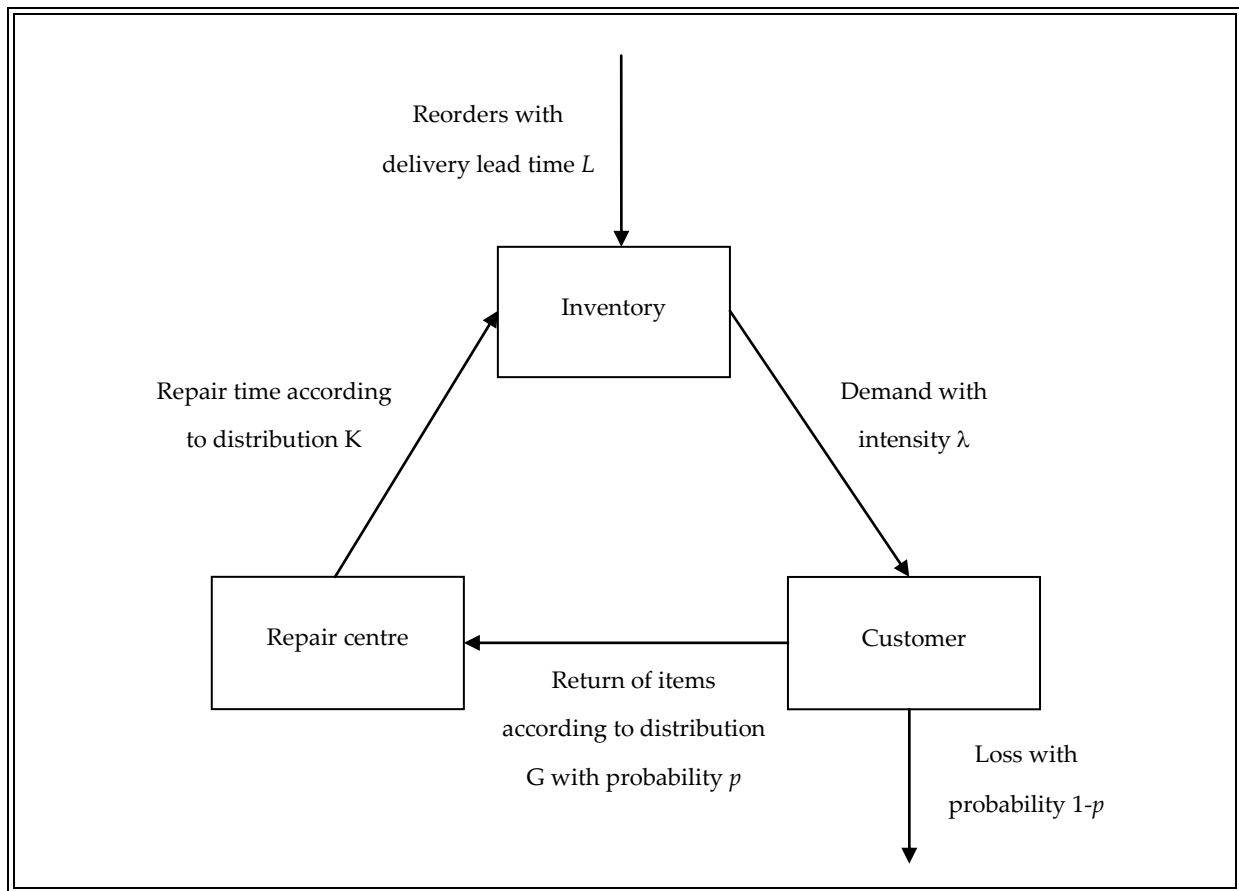 Reorders with
delivery lead time L
Inventory
Repair time according
to distribution K
Demand with
intensity λ
Repair centre
Customer
Return of items
according to distribution
G with probability p
Loss with
probability 1-p